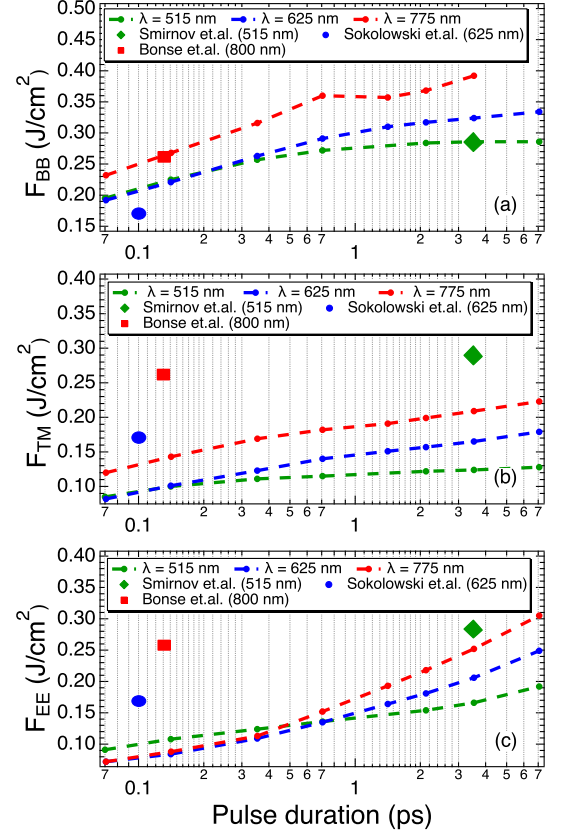 λ = 515 nm λ = 625 nm λ = 775 nm
Smirnov et.al (515 nm) Sokolowski et.al (625 nm)
Bonse et.al (800 nm)
0.50
0.45
0.40
0.35
0.30
0.25
0.20
0.15
F_BB (J/cm²)
(a)
7 2 3 4 5 6 7 2 3 4 5 6 7
0.1 1
λ = 515 nm λ = 625 nm λ = 775 nm
Smirnov et.al (515 nm) Sokolowski et.al (625 nm)
Bonse et.al (800 nm)
0.40
0.35
0.30
0.25
0.20
0.15
0.10
F_TM (J/cm²)
(b)
7 2 3 4 5 6 7 2 3 4 5 6 7
0.1 1
λ = 515 nm λ = 625 nm λ = 775 nm
Smirnov et.al (515 nm) Sokolowski et.al (625 nm)
Bonse et.al (800 nm)
0.40
0.35
0.30
0.25
0.20
0.15
0.10
F_EE (J/cm²)
(c)
7 2 3 4 5 6 7 2 3 4 5 6 7
0.1 1
Pulse duration (ps)